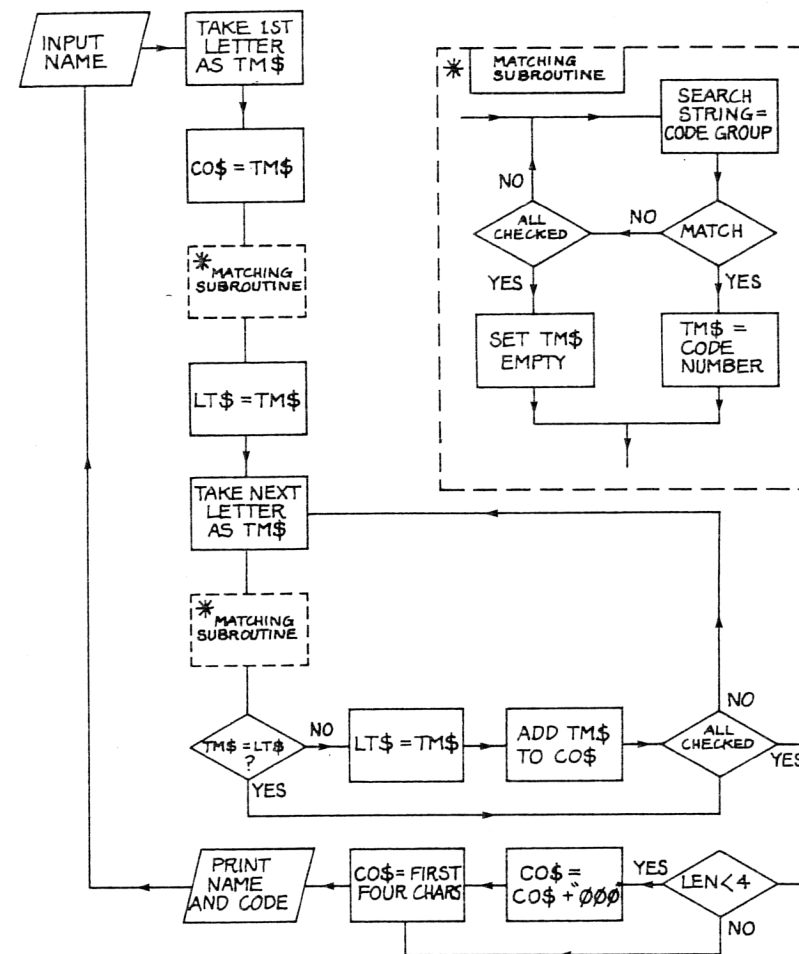 INPUT
NAME
TAKE 1ST
LETTER
AS TM$
CO$ = TM$
*
MATCHING
SUBROUTINE
LT$ = TM$
TAKE NEXT
LETTER
AS TM$
*
MATCHING
SUBROUTINE
TM$ = LT$
?
NO
YES
LT$ = TM$
ADD TM$
TO CO$
ALL
CHECKED
NO
YES
LEN < 4
YES
NO
CO$ =
CO$ + "ØØØ"
CO$ = FIRST
FOUR CHARS
PRINT
NAME
AND CODE
*
MATCHING
SUBROUTINE
SEARCH
STRING =
CODE GROUP
MATCH
NO
YES
ALL
CHECKED
NO
YES
SET TM$
EMPTY
TM$ =
CODE
NUMBER